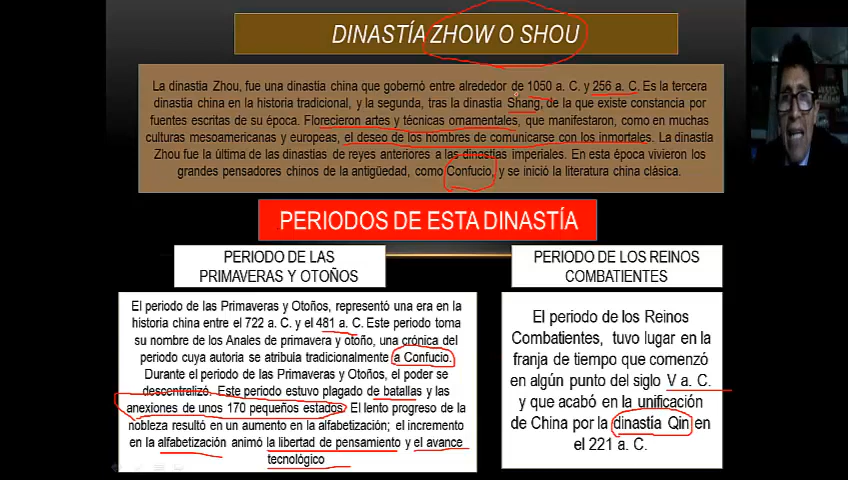 DINASTÍA ZHOW O SHOU
La dinastía Zhou, fue una dinastía china que gobernó entre alrededor de 1050 a. C. y 256 a. C. Es la tercera
dinastía china en la historia tradicional, y la segunda, tras la dinastía Shang, de la que existe constancia por
fuentes escritas de su época. Florecieron artes y técnicas ornamentales, que manifestaron, como en muchas
culturas mesoamericanas y europeas, el deseo de los hombres de comunicarse con los inmortales. La dinastía
Zhou fue la última de las dinastías de reyes anteriores a las dinastías imperiales. En esta época vivieron los
grandes pensadores chinos de la antigüedad, como Confucio, y se inició la literatura china clásica.
PERIODOS DE ESTA DINASTÍA
PERIODO DE LAS
PRIMAVERAS Y OTOÑOS
El periodo de las Primaveras y Otoños, representó una era en la
historia china entre el 722 a. C. y el 481 a. C. Este periodo toma
su nombre de los Anales de primavera y otoño, una crónica del
periodo cuya autoría se atribuía tradicionalmente a Confucio.
Durante el periodo de las Primaveras y Otoños, el poder se
descentralizó. Este periodo estuvo plagado de batallas y las
anexiones de unos 170 pequeños estados. El lento progreso de la
nobleza resultó en un aumento en la alfabetización; el incremento
en la alfabetización animó la libertad de pensamiento y el avance
tecnológico
PERIODO DE LOS REINOS
COMBATIENTES
El periodo de los Reinos
Combatientes, tuvo lugar en la
franja de tiempo que comenzó
en algún punto del siglo V a. C.
y que acabó en la unificación
de China por la dinastía Qin en
el 221 a. C.